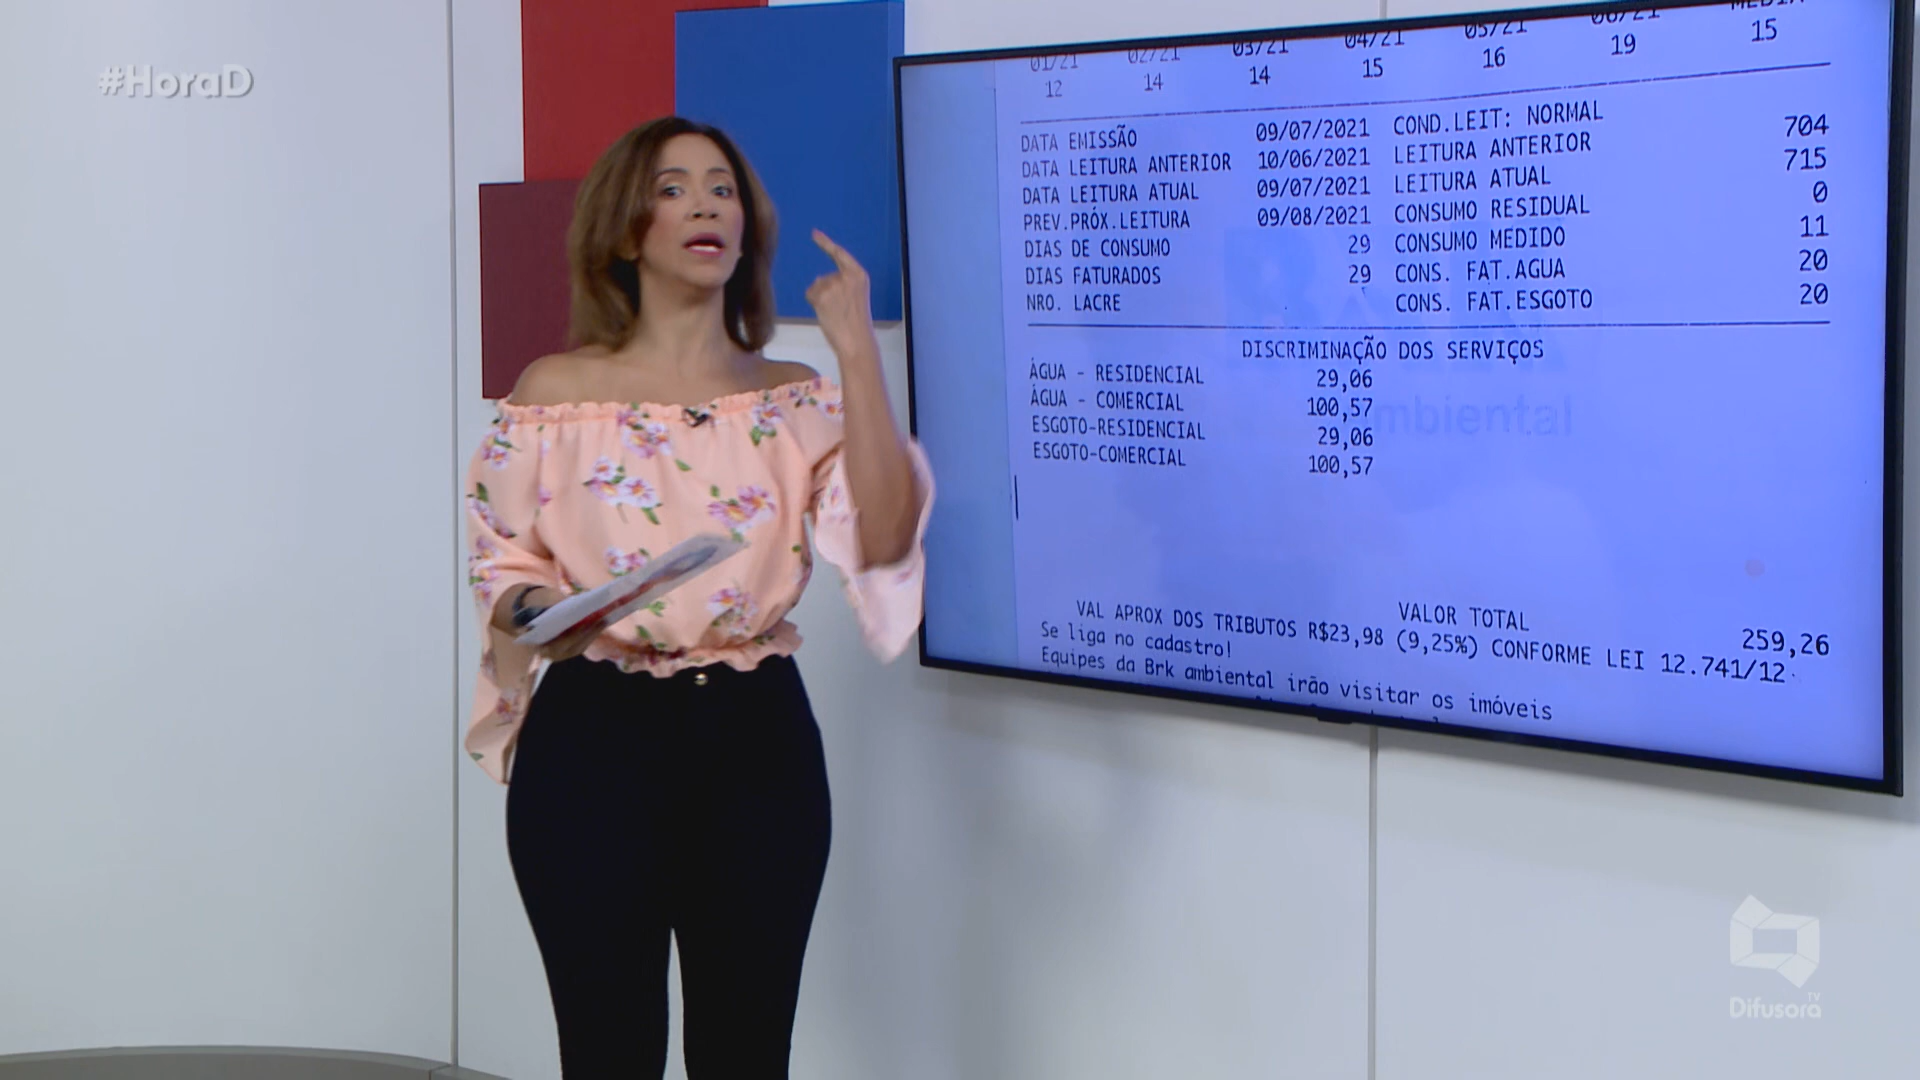 #HoraD
01/21 02/21 03/21 04/21 05/21 06/21 MÉDIA
12 14 14 15 16 19 15
DATA EMISSÃO 09/07/2021 COND.LEIT: NORMAL
DATA LEITURA ANTERIOR 10/06/2021 LEITURA ANTERIOR 704
DATA LEITURA ATUAL 09/07/2021 LEITURA ATUAL 715
PREV.PRÓX.LEITURA 09/08/2021 CONSUMO RESIDUAL 0
DIAS DE CONSUMO 29 CONSUMO MEDIDO 11
DIAS FATURADOS 29 CONS. FAT.AGUA 20
NRO. LACRE CONS. FAT.ESGOTO 20
DISCRIMINAÇÃO DOS SERVIÇOS
ÁGUA - RESIDENCIAL 29,06
ÁGUA - COMERCIAL 100,57
ESGOTO-RESIDENCIAL 29,06
ESGOTO-COMERCIAL 100,57
mbiental
VALOR TOTAL 259,26
VAL APROX DOS TRIBUTOS R$23,98 (9,25%) CONFORME LEI 12.741/12
Se liga no cadastro!
Equipes da Brk ambiental irão visitar os imóveis
TV
Difusora